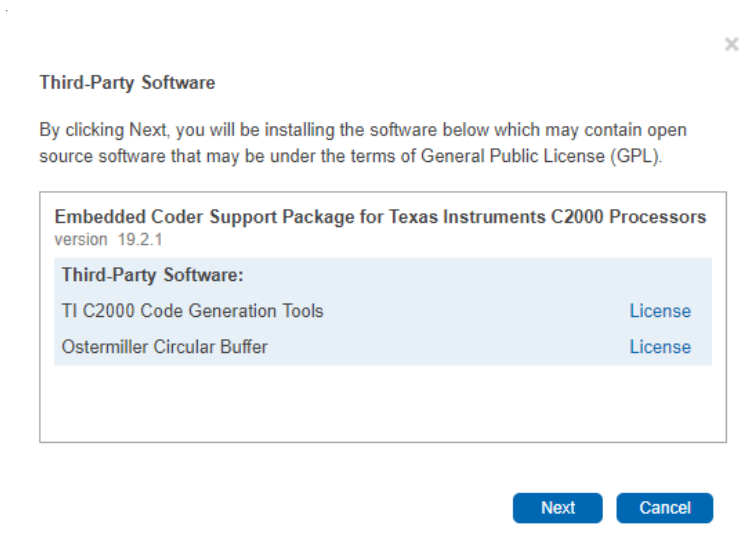 Third-Party Software
By clicking Next, you will be installing the software below which may contain open
source software that may be under the terms of General Public License (GPL).
Embedded Coder Support Package for Texas Instruments C2000 Processors
version 19.2.1
Third-Party Software:
TI C2000 Code Generation Tools License
Ostermiller Circular Buffer License
Next Cancel